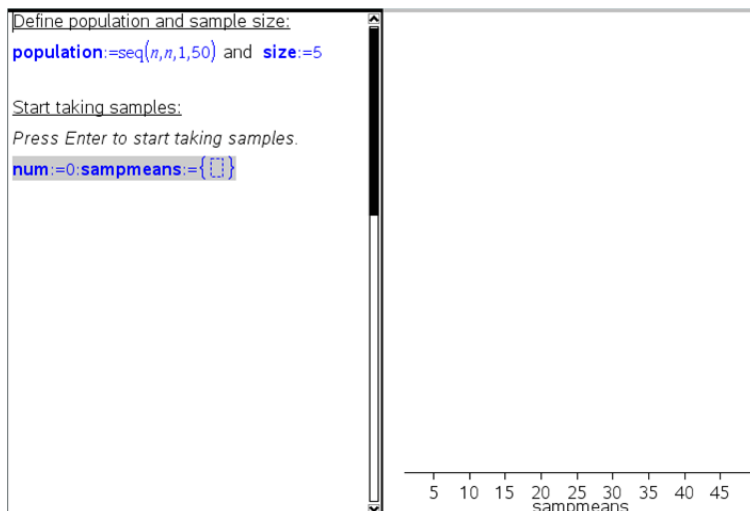 Define population and sample size:
population:=seq(n,n,1,50) and size:=5
Start taking samples:
Press Enter to start taking samples.
num:=0:sampmeans:={⬚}
5 10 15 20 25 30 35 40 45
sampmeans